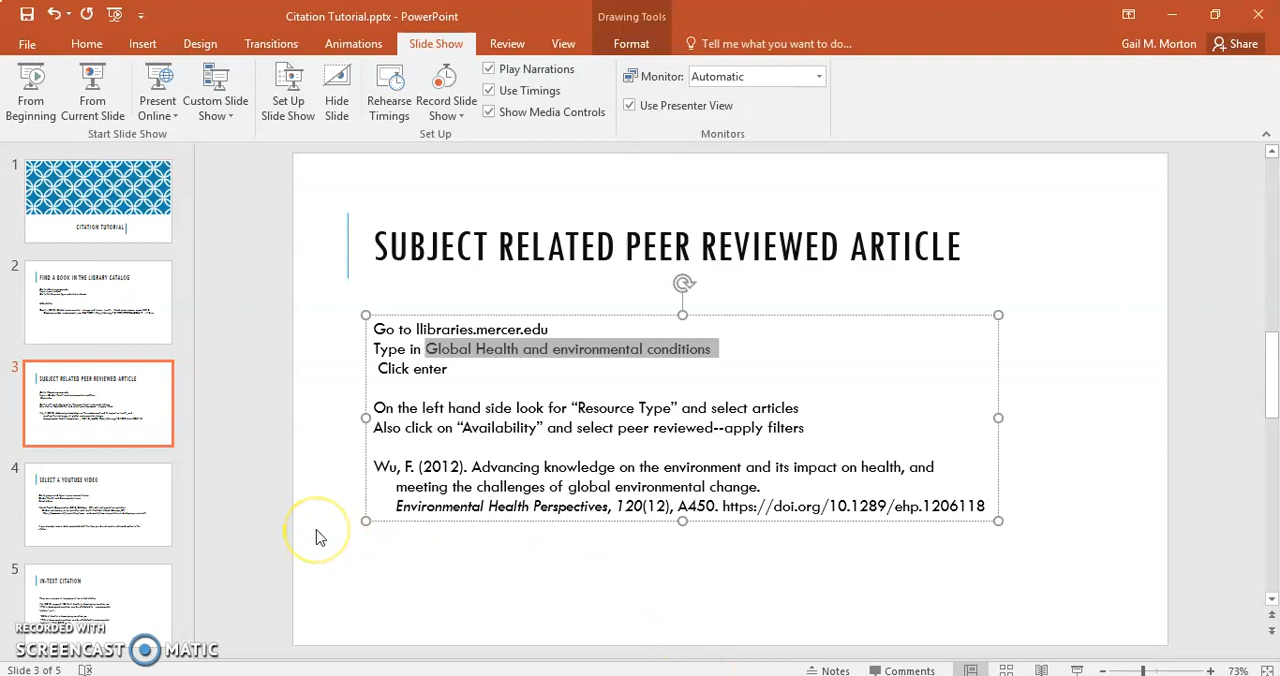 Citation Tutorial.pptx - PowerPoint
Drawing Tools
File Home Insert Design Transitions Animations Slide Show Review View Format Tell me what you want to do... Gail M. Morton Share
From Beginning
From Current Slide
Present Online
Custom Slide Show
Start Slide Show
Set Up Slide Show
Hide Slide
Rehearse Timings
Record Slide Show
Play Narrations
Use Timings
Show Media Controls
Set Up
Monitor: Automatic
Use Presenter View
Monitors
1
CITATION TUTORIAL
2
FIND A BOOK IN THE LIBRARY CATALOG
3
SUBJECT RELATED PEER REVIEWED ARTICLE
4
SELECT A YOUTUBE VIDEO
5
IN-TEXT CITATION
SUBJECT RELATED PEER REVIEWED ARTICLE
Go to llibraries.mercer.edu
Type in Global Health and environmental conditions
Click enter
On the left hand side look for “Resource Type” and select articles
Also click on “Availability” and select peer reviewed--apply filters
Wu, F. (2012). Advancing knowledge on the environment and its impact on health, and
meeting the challenges of global environmental change.
Environmental Health Perspectives, 120(12), A450. https://doi.org/10.1289/ehp.1206118
RECORDED WITH
SCREENCAST MATIC
Slide 3 of 5
Notes Comments 73%